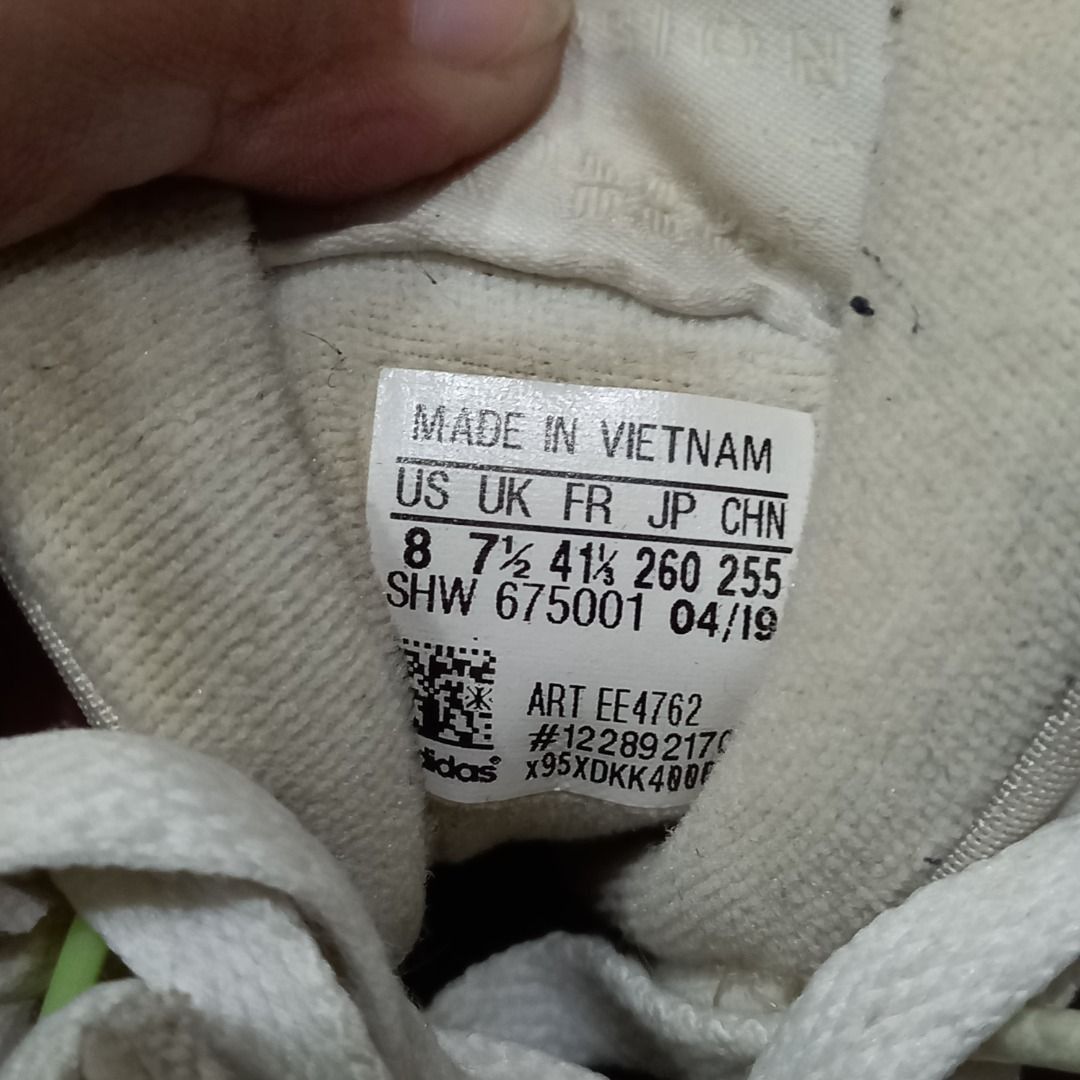 MADE IN VIETNAM
US UK FR JP CHN
8 7½ 41⅓ 260 255
SHW 675001 04/19
ART EE4762
#122892170
adidas®